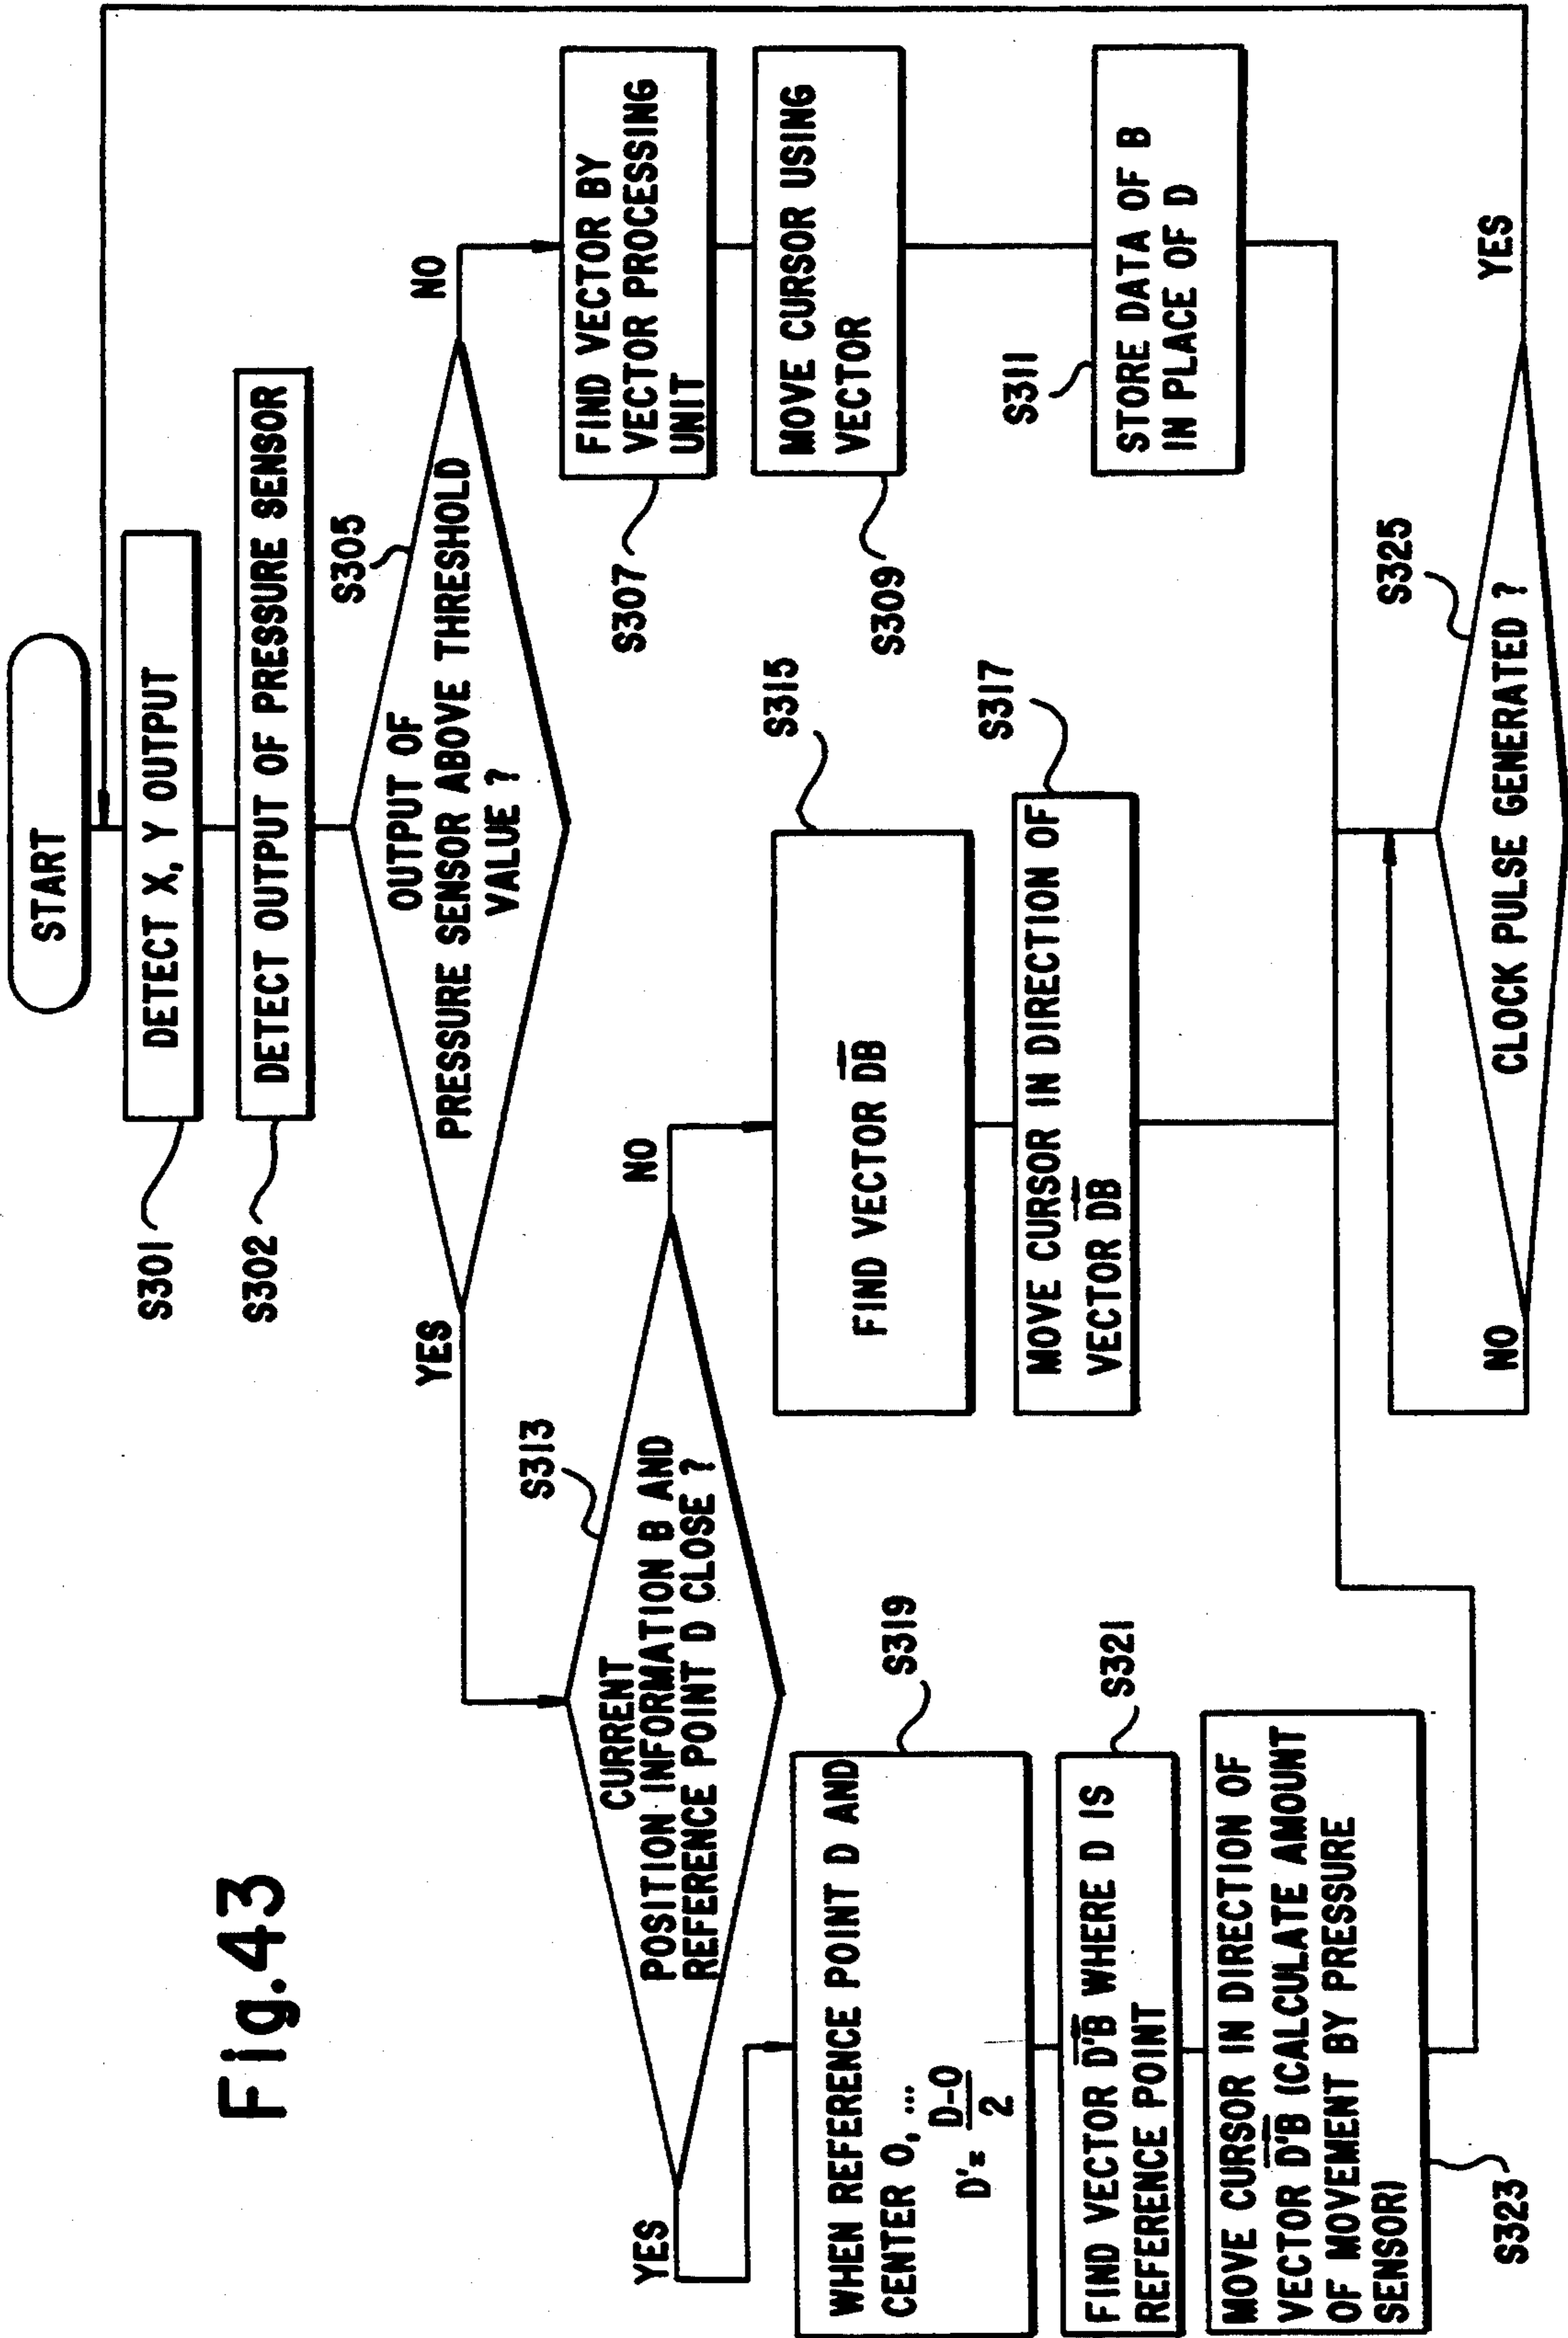 Fig.43
START
DETECT X, Y OUTPUT
S301
DETECT OUTPUT OF PRESSURE SENSOR
S302
OUTPUT OF
PRESSURE SENSOR ABOVE THRESHOLD
VALUE ?
S305
YES
NO
FIND VECTOR BY
VECTOR PROCESSING
UNIT
S307
MOVE CURSOR USING
VECTOR
S309
STORE DATA OF B
IN PLACE OF D
S311
CURRENT
POSITION INFORMATION B AND
REFERENCE POINT D CLOSE ?
S313
YES
NO
FIND VECTOR DB
S315
MOVE CURSOR IN DIRECTION OF
VECTOR DB
S317
WHEN REFERENCE POINT D AND
CENTER O, ...
D'= D-O
2
S319
FIND VECTOR D'B WHERE D IS
REFERENCE POINT
S321
MOVE CURSOR IN DIRECTION OF
VECTOR D'B (CALCULATE AMOUNT
OF MOVEMENT BY PRESSURE
SENSOR)
S323
CLOCK PULSE GENERATED ?
S325
NO
YES